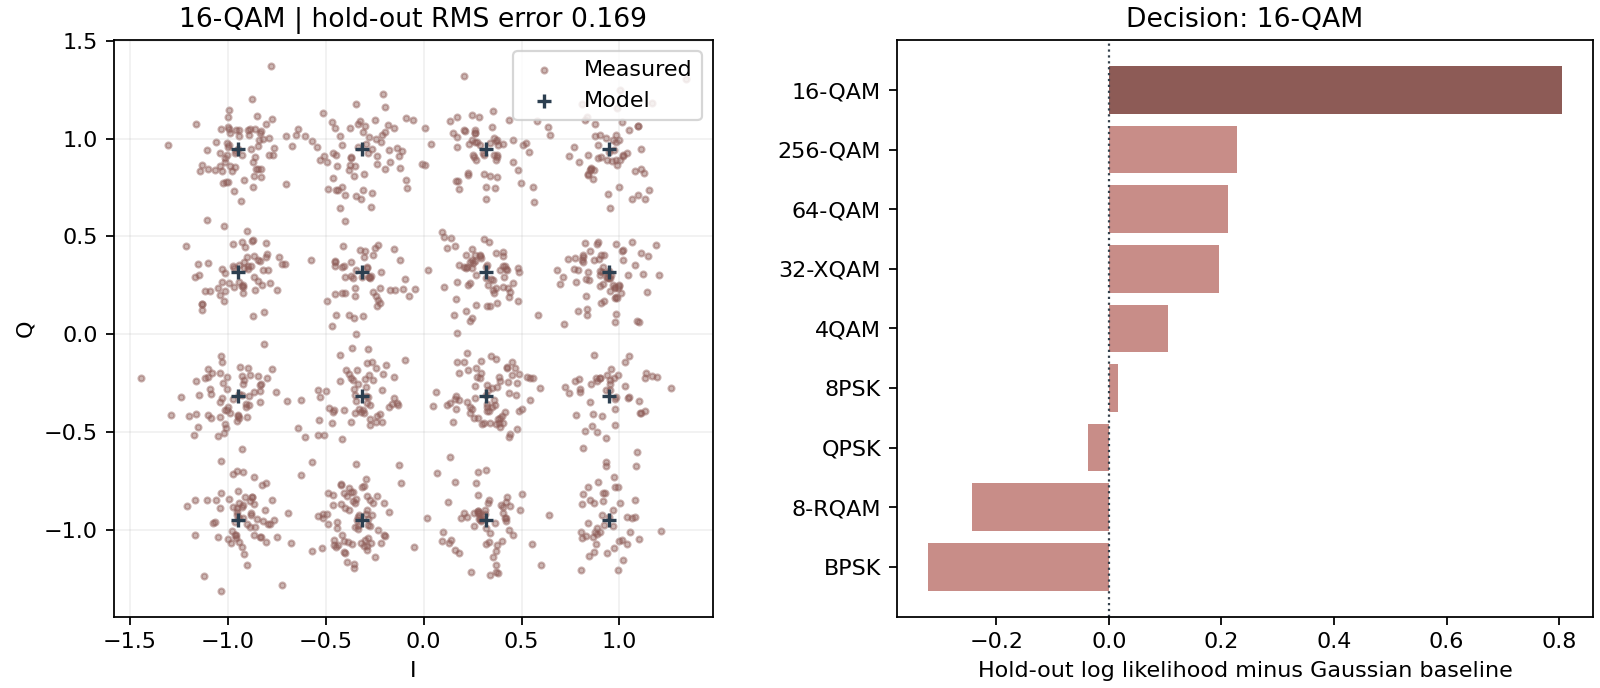 16-QAM | hold-out RMS error 0.169
Measured
Model
1.5
1.0
0.5
0.0
−0.5
−1.0
Q
−1.5
−1.0
−0.5
0.0
0.5
1.0
I
Decision: 16-QAM
16-QAM
256-QAM
64-QAM
32-XQAM
4QAM
8PSK
QPSK
8-RQAM
BPSK
−0.2
0.0
0.2
0.4
0.6
0.8
Hold-out log likelihood minus Gaussian baseline